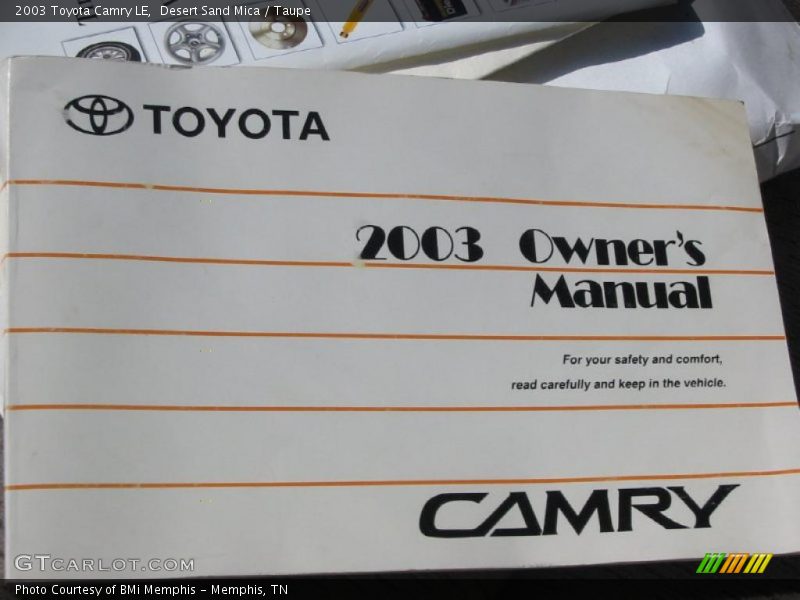 2003 Toyota Camry LE, Desert Sand Mica / Taupe
TOYOTA
2003 Owner's
Manual
For your safety and comfort,
read carefully and keep in the vehicle.
CAMRY
GTCARLOT.COM
Photo Courtesy of BMi Memphis - Memphis, TN